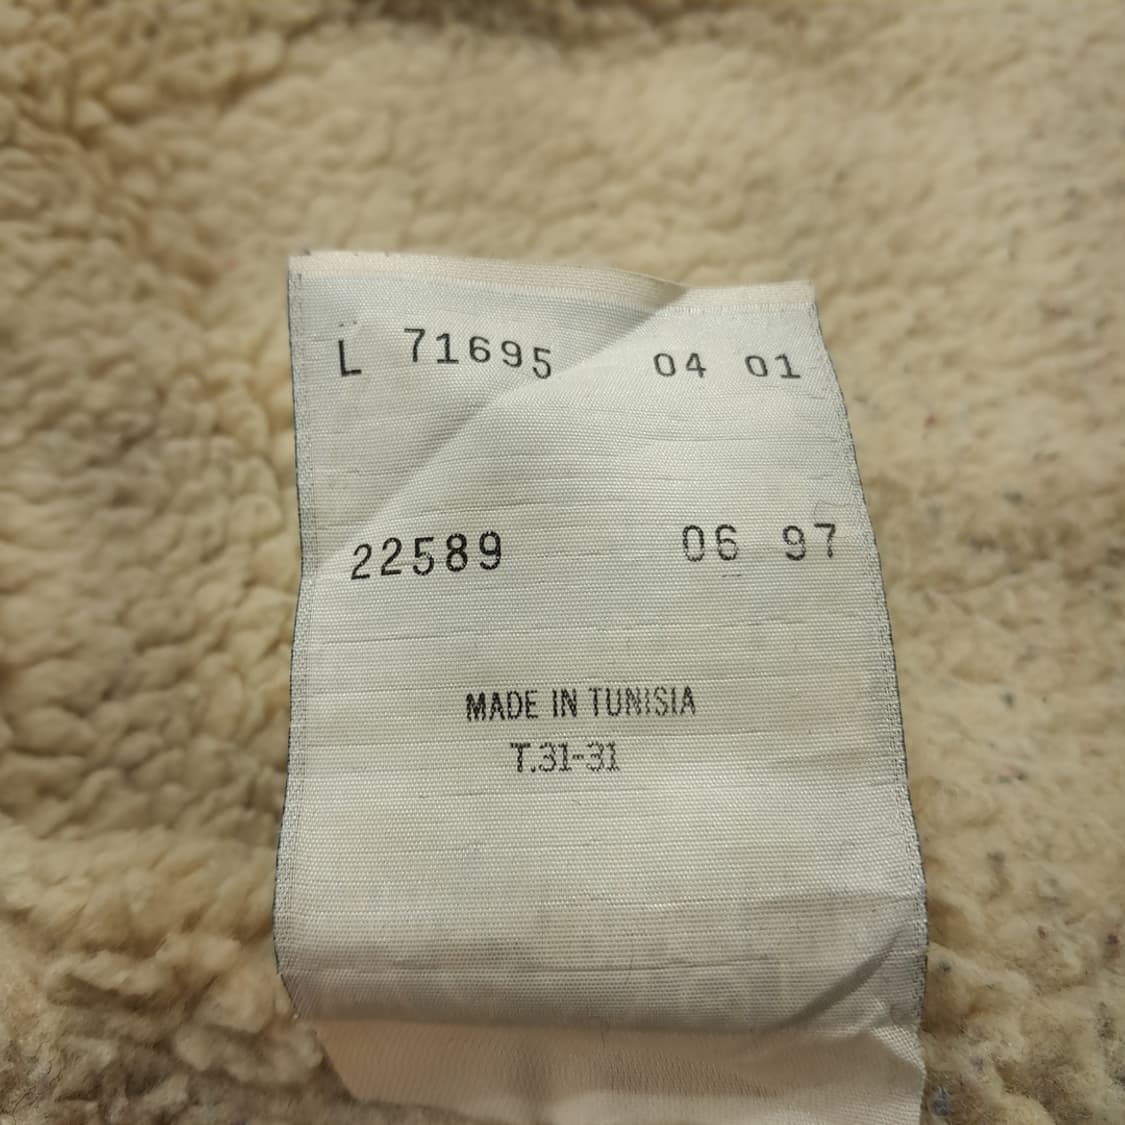 L 71695 04 01
22589 06 97
MADE IN TUNISIA
T.31-31